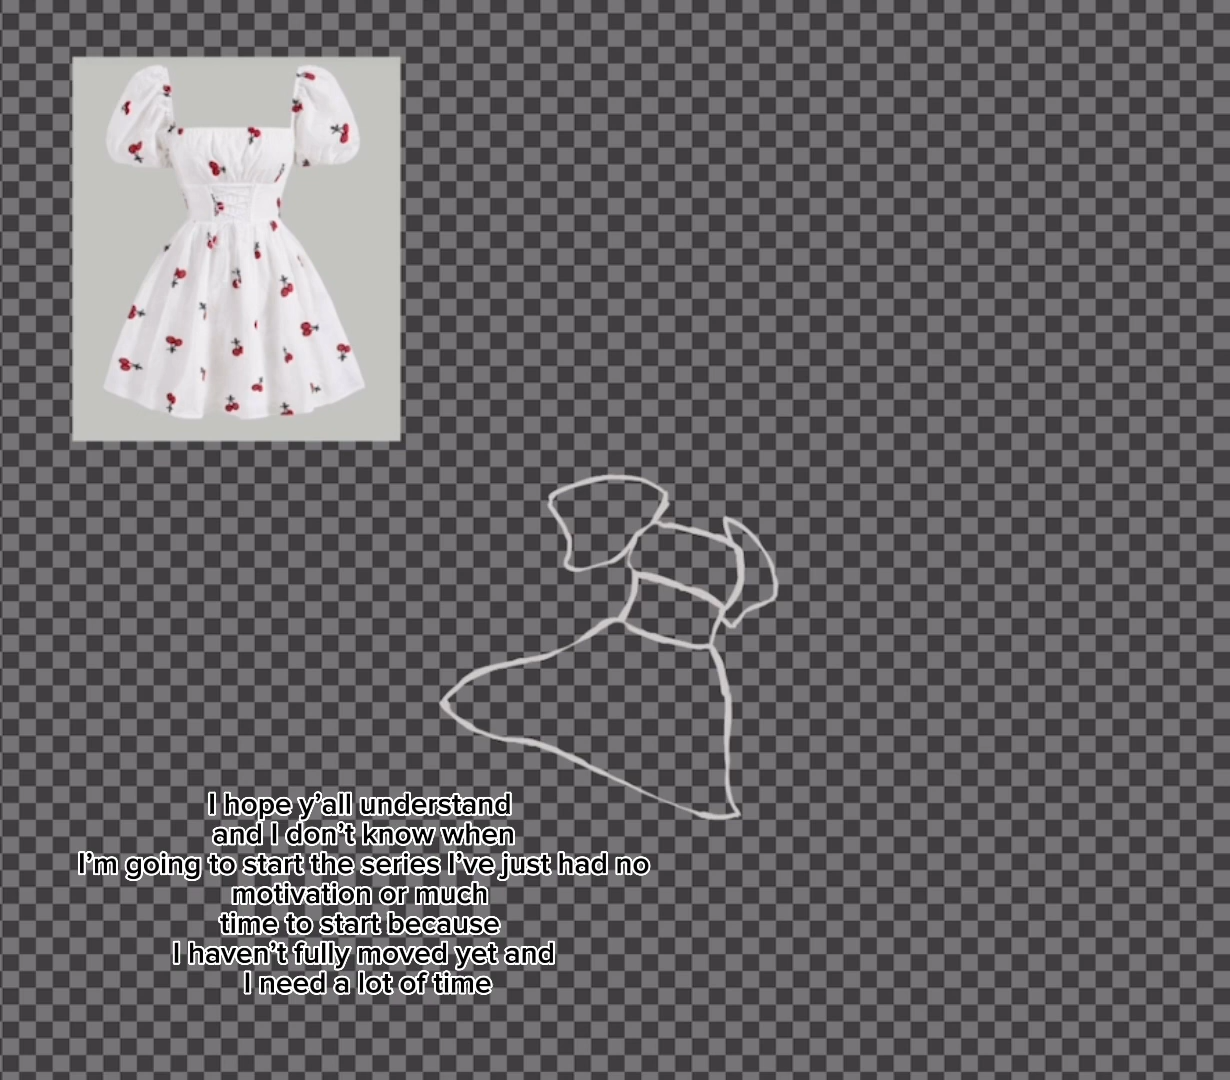 I hope y’all understand
and I don’t know when
I’m going to start the series I’ve just had no
motivation or much
time to start because
I haven’t fully moved yet and
I need a lot of time